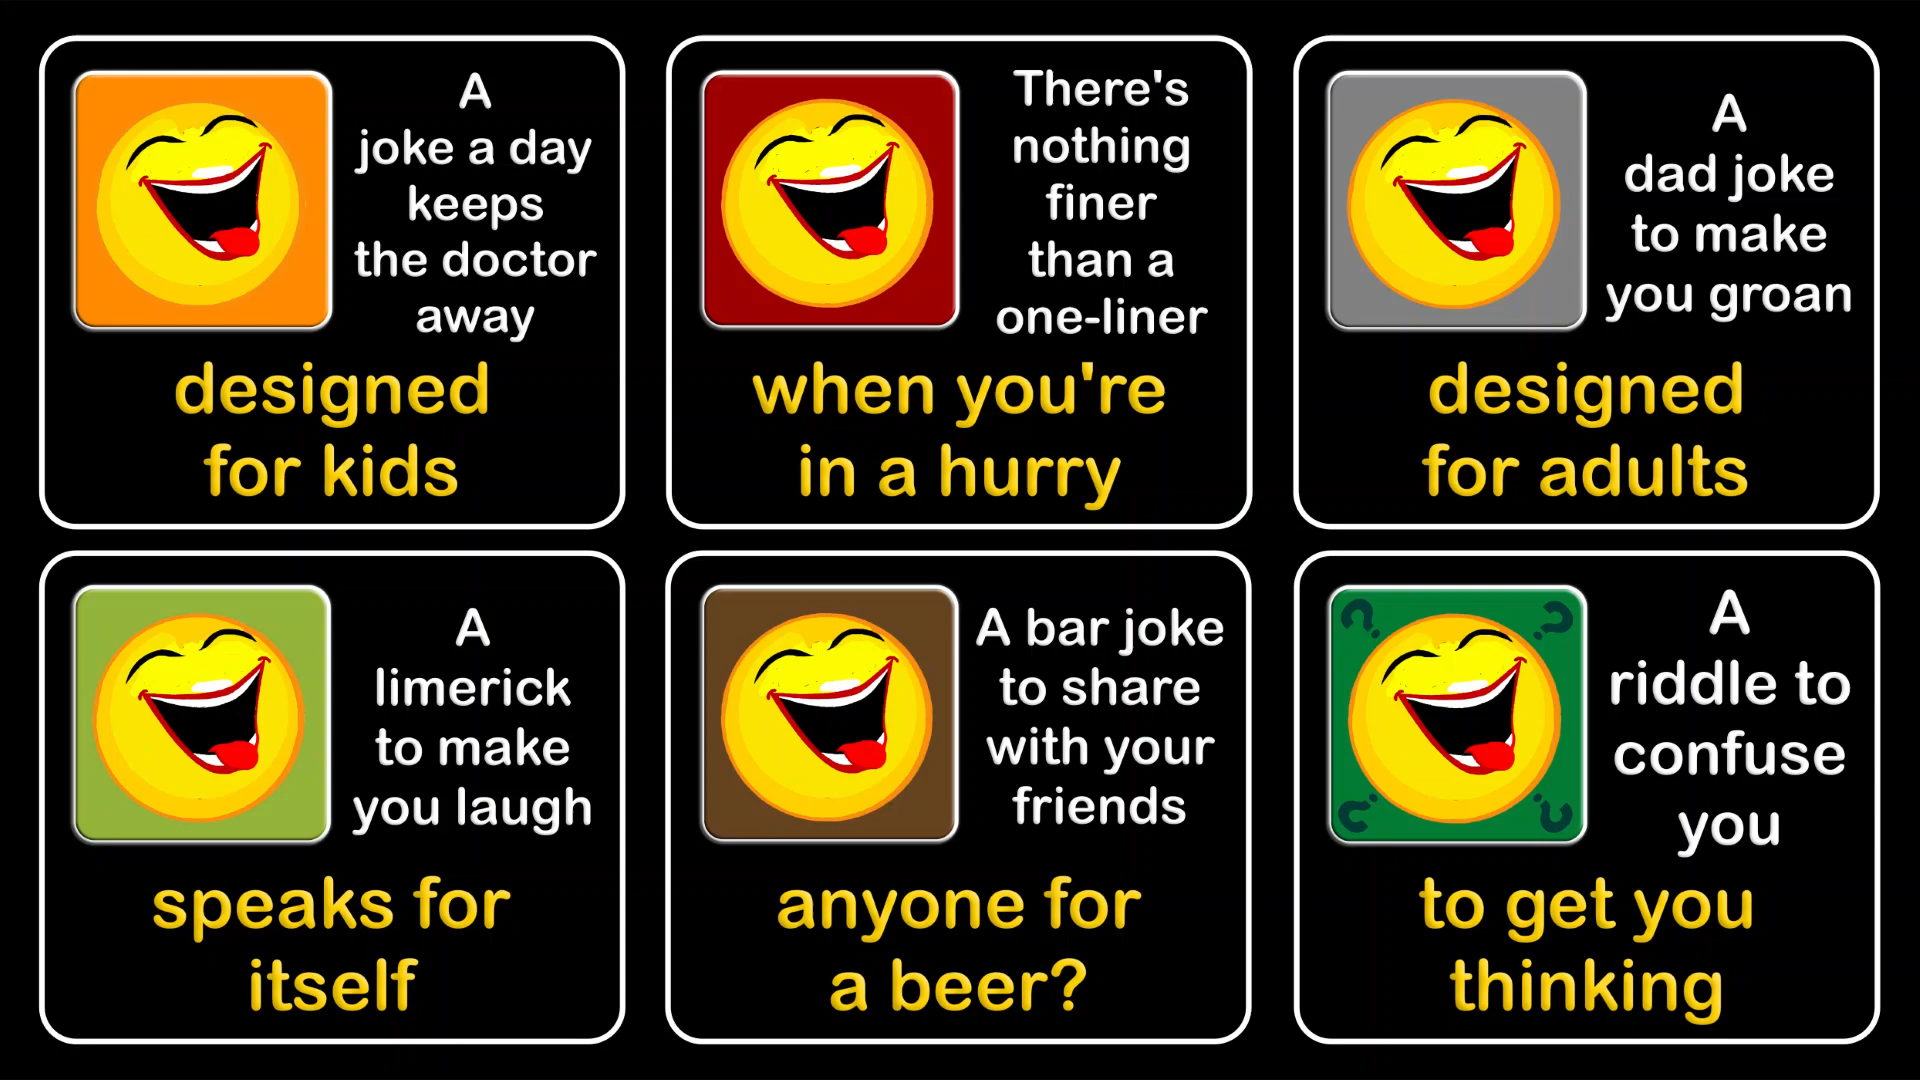 A
joke a day
keeps
the doctor
away
designed
for kids
There's
nothing
finer
than a
one-liner
when you're
in a hurry
A
dad joke
to make
you groan
designed
for adults
A
limerick
to make
you laugh
speaks for
itself
A bar joke
to share
with your
friends
anyone for
a beer?
? ?
? ?
A
riddle to
confuse
you
to get you
thinking